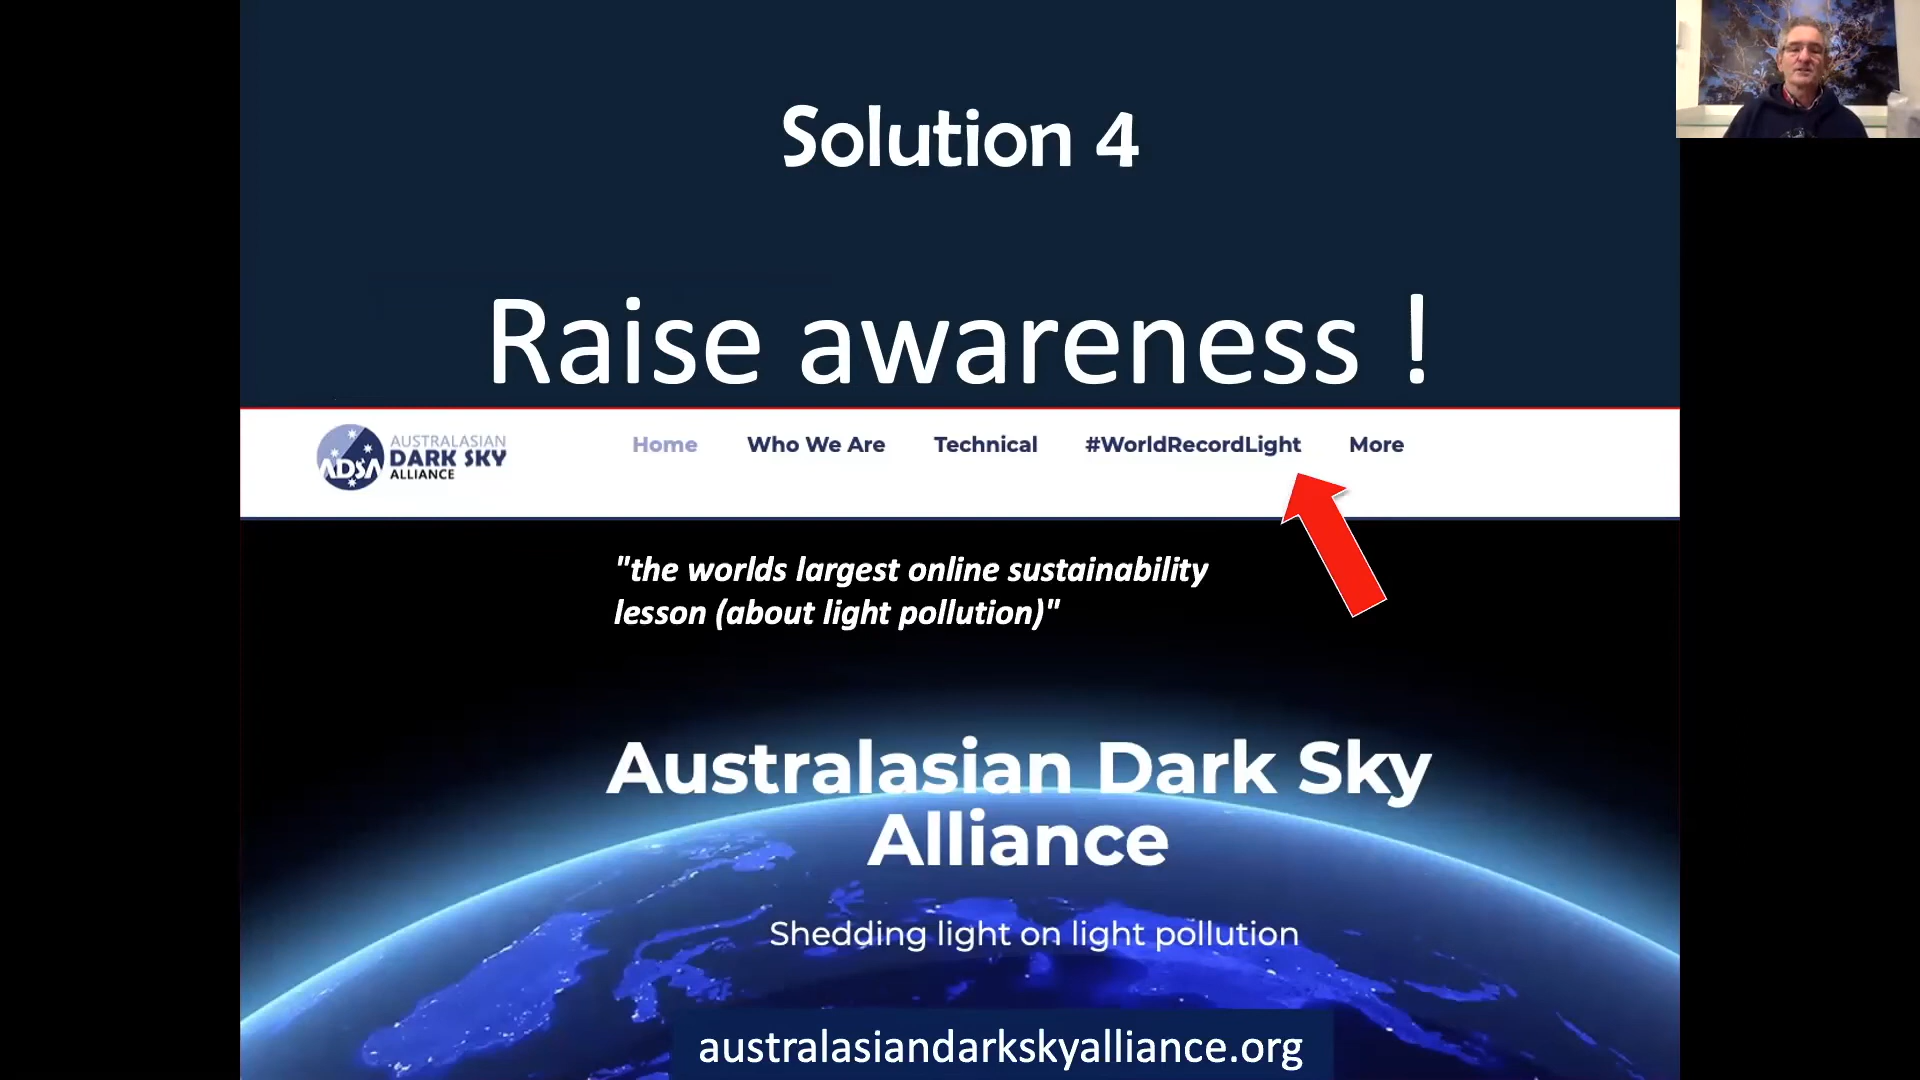 Solution 4
Raise awareness !
ADSA
AUSTRALASIAN
DARK SKY
ALLIANCE
Home Who We Are Technical #WorldRecordLight More
"the worlds largest online sustainability
lesson (about light pollution)"
Australasian Dark Sky
Alliance
Shedding light on light pollution
australasiandarkskyalliance.org